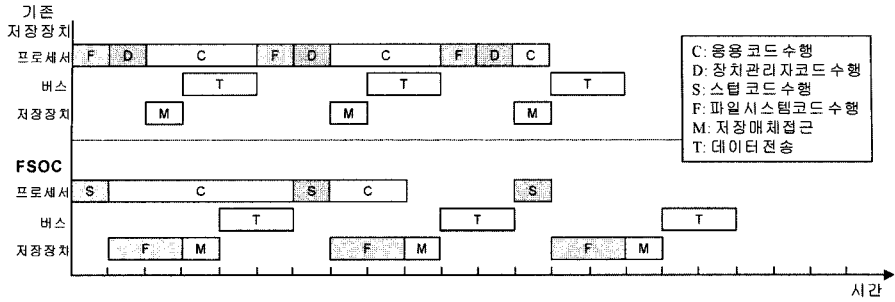 기존
저장장치
프로세서 F D C F D C F D C
버스 T T T
저장장치 M M M
C: 응용코드 수행
D: 장치관리자코드 수행
S: 스텁 코드 수행
F: 파일시스템코드 수행
M: 저장매체접근
T: 데이터전송
FSOC
프로세서 S C S C S
버스 T T T
저장장치 F M F M F M
시간